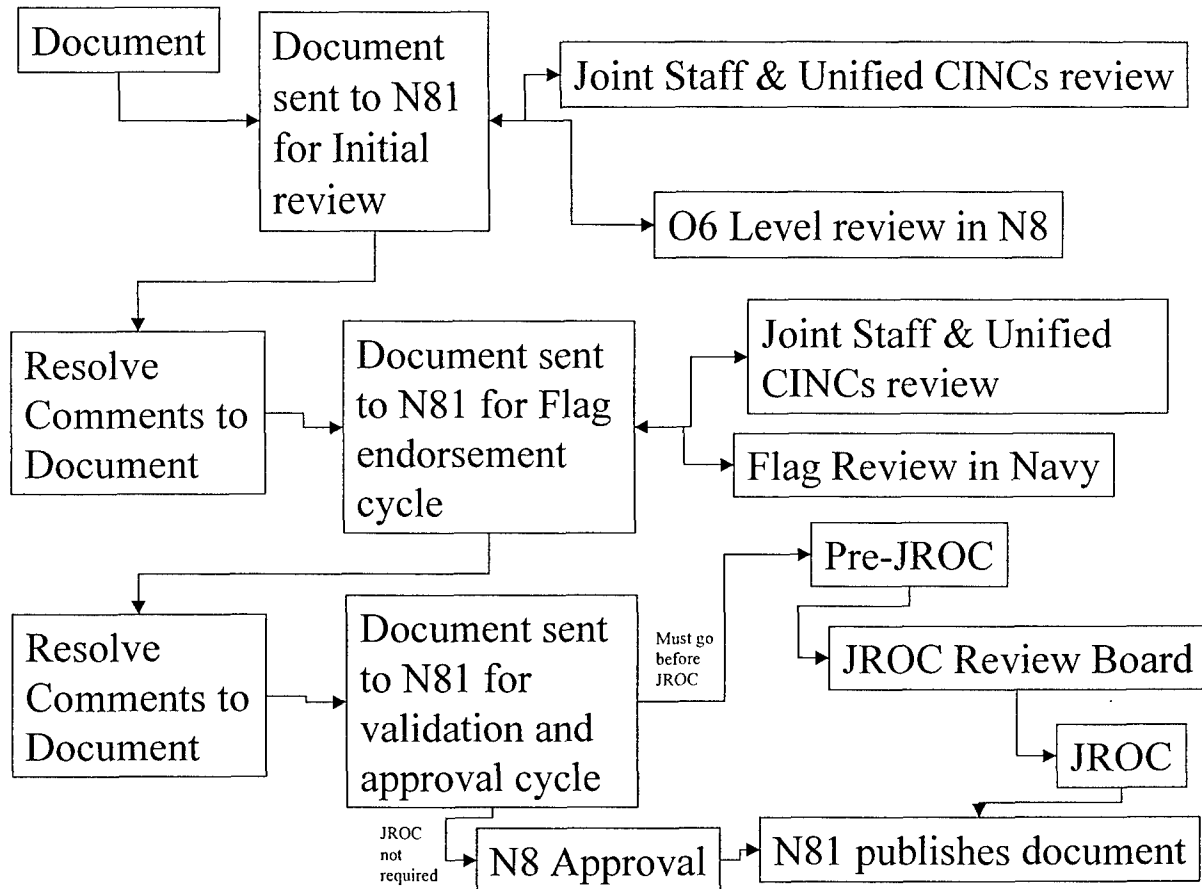 Document
Document
sent to N81
for Initial
review
Joint Staff & Unified CINCs review
O6 Level review in N8
Resolve
Comments to
Document
Document sent
to N81 for Flag
endorsement
cycle
Joint Staff & Unified
CINCs review
Flag Review in Navy
Resolve
Comments to
Document
Document sent
to N81 for
validation and
approval cycle
Must go
before
JROC
Pre-JROC
JROC Review Board
JROC
JROC
not
required
N8 Approval
N81 publishes document